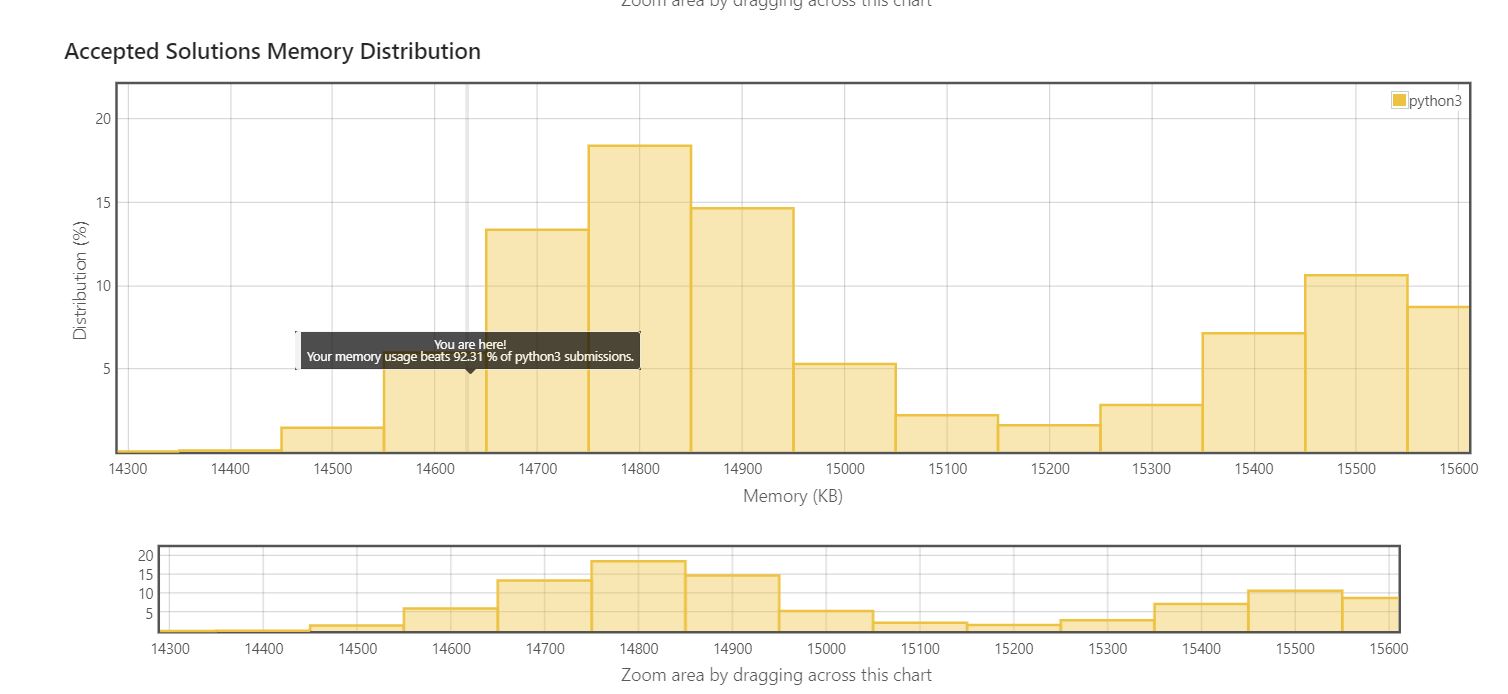 Zoom area by dragging across this chart
Accepted Solutions Memory Distribution
python3
Distribution (%)
20
15
10
5
You are here!
Your memory usage beats 92.31 % of python3 submissions.
14300 14400 14500 14600 14700 14800 14900 15000 15100 15200 15300 15400 15500 15600
Memory (KB)
20
15
10
5
14300 14400 14500 14600 14700 14800 14900 15000 15100 15200 15300 15400 15500 15600
Zoom area by dragging across this chart